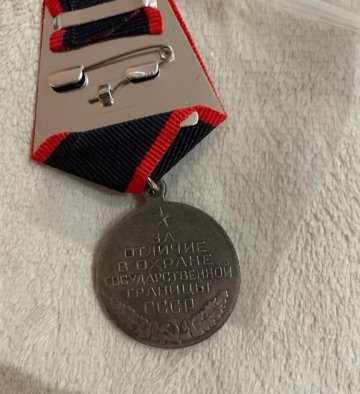 ЗА
ОТЛИЧИЕ
В ОХРАНЕ
ГОСУДАРСТВЕННОЙ
ГРАНИЦЫ
СССР